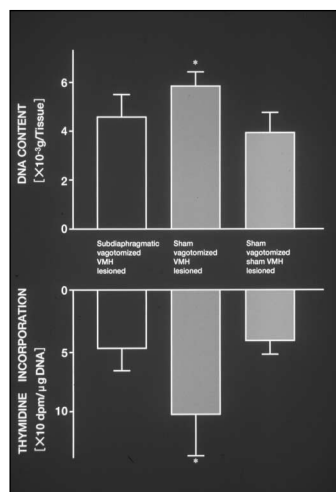 DNA CONTENT
[×10⁻³g/Tissue]
6
4
2
0
*
Subdiaphragmatic
vagotomized
VMH
lesioned
Sham
vagotomized
VMH
lesioned
Sham
vagotomized
sham VMH
lesioned
THYMIDINE INCORPORATION
[×10 dpm/μg DNA]
0
5
10
*